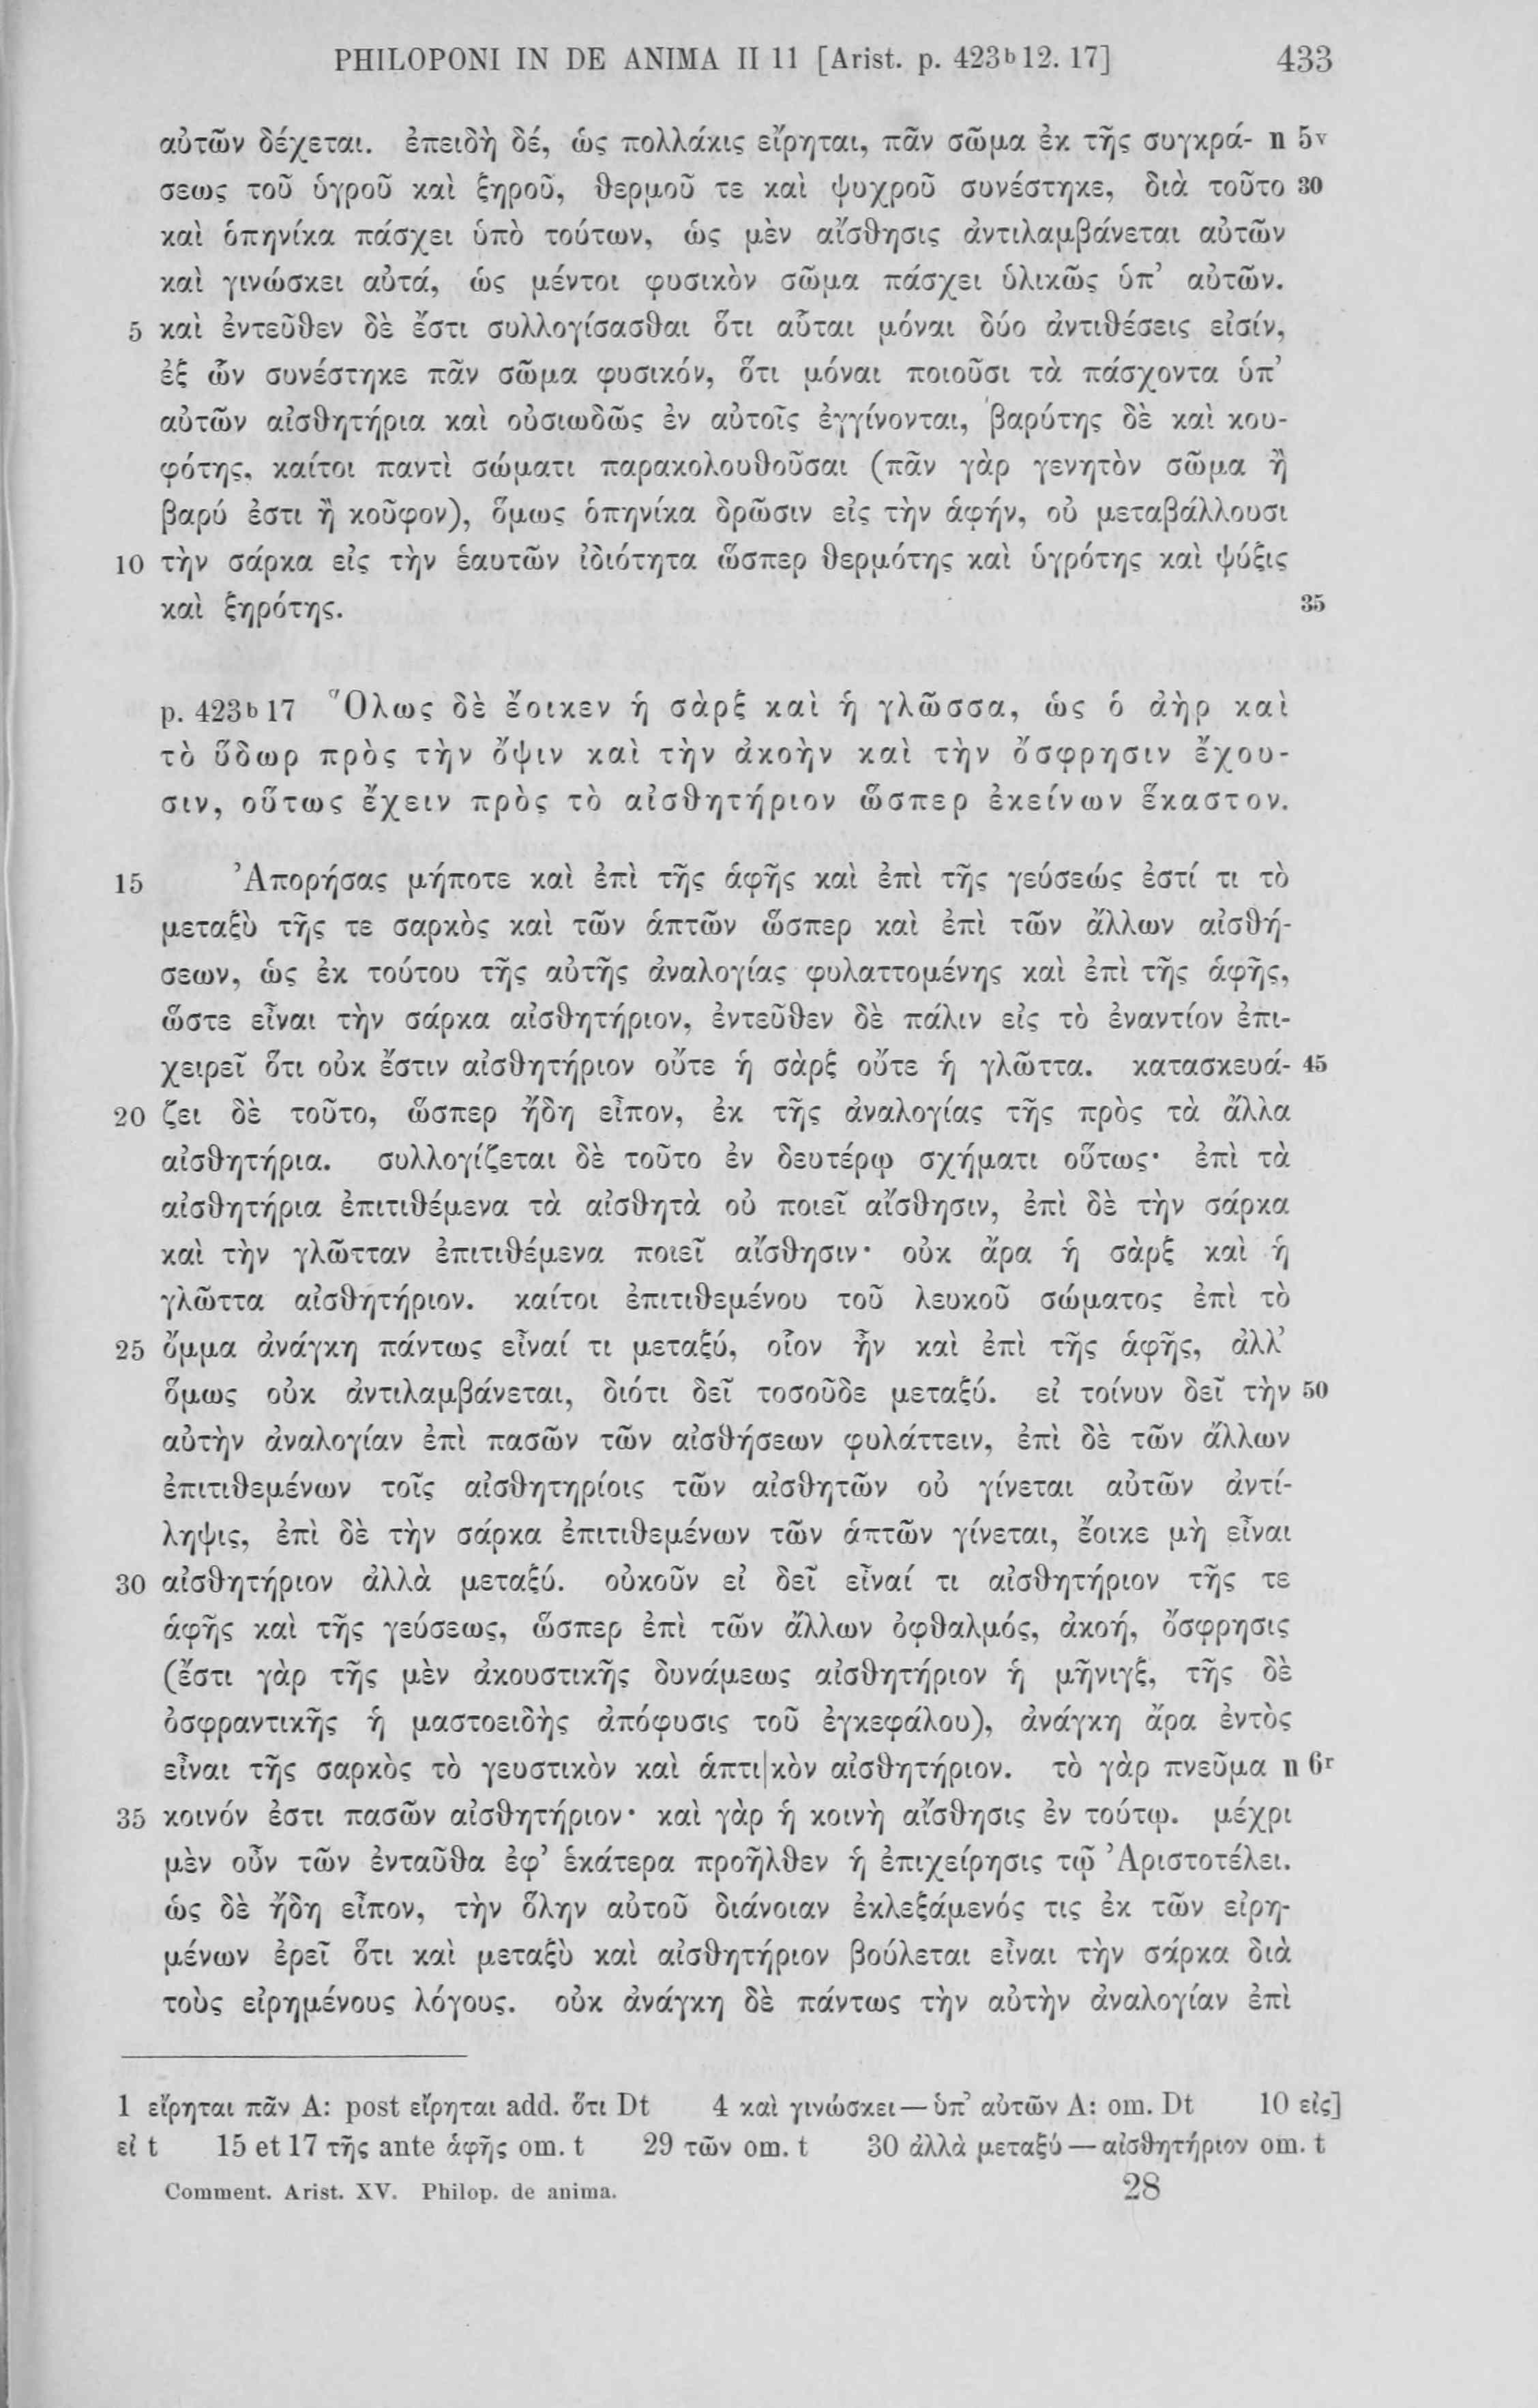 PHILOPONI IN DE ANIMA II 11 [Arist. p. 423b 12. 17] 433
αὐτῶν δέχεται. ἐπειδὴ δέ, ὡς πολλάκις εἴρηται, πᾶν σῶμα ἐκ τῆς συγκρά- n 5v
σεως τοῦ ὑγροῦ καὶ ξηροῦ, θερμοῦ τε καὶ ψυχροῦ συνέστηκε, διὰ τοῦτο 30
καὶ ὁπηνίκα πάσχει ὑπὸ τούτων, ὡς μὲν αἴσθησις ἀντιλαμβάνεται αὐτῶν
καὶ γινώσκει αὐτά, ὡς μέντοι φυσικὸν σῶμα πάσχει ὑλικῶς ὑπ’ αὐτῶν.
5 καὶ ἐντεῦθεν δὲ ἔστι συλλογίσασθαι ὅτι αὗται μόναι δύο ἀντιθέσεις εἰσίν,
ἐξ ὧν συνέστηκε πᾶν σῶμα φυσικόν, ὅτι μόναι ποιοῦσι τὰ πάσχοντα ὑπ’
αὐτῶν αἰσθητήρια καὶ οὐσιωδῶς ἐν αὐτοῖς ἐγγίνονται, βαρύτης δὲ καὶ κου-
φότης, καίτοι παντὶ σώματι παρακολουθοῦσαι (πᾶν γὰρ γενητὸν σῶμα ἢ
βαρύ ἐστι ἢ κοῦφον), ὅμως ὁπηνίκα δρῶσιν εἰς τὴν ἁφήν, οὐ μεταβάλλουσι
10 τὴν σάρκα εἰς τὴν ἑαυτῶν ἰδιότητα ὥσπερ θερμότης καὶ ὑγρότης καὶ ψύξις
καὶ ξηρότης. 35
p. 423b 17 Ὅλως δὲ ἔοικεν ἡ σὰρξ καὶ ἡ γλῶσσα, ὡς ὁ ἀὴρ καὶ
τὸ ὕδωρ πρὸς τὴν ὄψιν καὶ τὴν ἀκοὴν καὶ τὴν ὄσφρησιν ἔχου-
σιν, οὕτως ἔχειν πρὸς τὸ αἰσθητήριον ὥσπερ ἐκείνων ἕκαστον.
15 Ἀπορήσας μήποτε καὶ ἐπὶ τῆς ἁφῆς καὶ ἐπὶ τῆς γεύσεώς ἐστί τι τὸ
μεταξὺ τῆς τε σαρκὸς καὶ τῶν ἁπτῶν ὥσπερ καὶ ἐπὶ τῶν ἄλλων αἰσθή-
σεων, ὡς ἐκ τούτου τῆς αὐτῆς ἀναλογίας φυλαττομένης καὶ ἐπὶ τῆς ἁφῆς,
ὥστε εἶναι τὴν σάρκα αἰσθητήριον, ἐντεῦθεν δὲ πάλιν εἰς τὸ ἐναντίον ἐπι-
χειρεῖ ὅτι οὐκ ἔστιν αἰσθητήριον οὔτε ἡ σὰρξ οὔτε ἡ γλῶττα. κατασκευά- 45
20 ζει δὲ τοῦτο, ὥσπερ ἤδη εἶπον, ἐκ τῆς ἀναλογίας τῆς πρὸς τὰ ἄλλα
αἰσθητήρια. συλλογίζεται δὲ τοῦτο ἐν δευτέρῳ σχήματι οὕτως· ἐπὶ τὰ
αἰσθητήρια ἐπιτιθέμενα τὰ αἰσθητὰ οὐ ποιεῖ αἴσθησιν, ἐπὶ δὲ τὴν σάρκα
καὶ τὴν γλῶτταν ἐπιτιθέμενα ποιεῖ αἴσθησιν· οὐκ ἄρα ἡ σὰρξ καὶ ἡ
γλῶττα αἰσθητήριον. καίτοι ἐπιτιθεμένου τοῦ λευκοῦ σώματος ἐπὶ τὸ
25 ὄμμα ἀνάγκη πάντως εἶναί τι μεταξύ, οἷον ἦν καὶ ἐπὶ τῆς ἁφῆς, ἀλλ’
ὅμως οὐκ ἀντιλαμβάνεται, διότι δεῖ τοσοῦδε μεταξύ. εἰ τοίνυν δεῖ τὴν 50
αὐτὴν ἀναλογίαν ἐπὶ πασῶν τῶν αἰσθήσεων φυλάττειν, ἐπὶ δὲ τῶν ἄλλων
ἐπιτιθεμένων τοῖς αἰσθητηρίοις τῶν αἰσθητῶν οὐ γίνεται αὐτῶν ἀντί-
ληψις, ἐπὶ δὲ τὴν σάρκα ἐπιτιθεμένων τῶν ἁπτῶν γίνεται, ἔοικε μὴ εἶναι
30 αἰσθητήριον ἀλλὰ μεταξύ. οὐκοῦν εἰ δεῖ εἶναί τι αἰσθητήριον τῆς τε
ἁφῆς καὶ τῆς γεύσεως, ὥσπερ ἐπὶ τῶν ἄλλων ὀφθαλμός, ἀκοή, ὄσφρησις
(ἔστι γὰρ τῆς μὲν ἀκουστικῆς δυνάμεως αἰσθητήριον ἡ μῆνιγξ, τῆς δὲ
ὀσφραντικῆς ἡ μαστοειδὴς ἀπόφυσις τοῦ ἐγκεφάλου), ἀνάγκη ἄρα ἐντὸς
εἶναι τῆς σαρκὸς τὸ γευστικὸν καὶ ἁπτι|κὸν αἰσθητήριον. τὸ γὰρ πνεῦμα n 6r
35 κοινόν ἐστι πασῶν αἰσθητήριον· καὶ γὰρ ἡ κοινὴ αἴσθησις ἐν τούτῳ. μέχρι
μὲν οὖν τῶν ἐνταῦθα ἐφ’ ἑκάτερα προῆλθεν ἡ ἐπιχείρησις τῷ Ἀριστοτέλει.
ὡς δὲ ἤδη εἶπον, τὴν ὅλην αὐτοῦ διάνοιαν ἐκλεξάμενός τις ἐκ τῶν εἰρη-
μένων ἐρεῖ ὅτι καὶ μεταξὺ καὶ αἰσθητήριον βούλεται εἶναι τὴν σάρκα διὰ
τοὺς εἰρημένους λόγους. οὐκ ἀνάγκη δὲ πάντως τὴν αὐτὴν ἀναλογίαν ἐπὶ
1 εἴρηται πᾶν A: post εἴρηται add. ὅτι Dt 4 καὶ γινώσκει — ὑπ’ αὐτῶν A: om. Dt 10 εἰς]
εἰ t 15 et 17 τῆς ante ἁφῆς om. t 29 τῶν om. t 30 ἀλλὰ μεταξύ — αἰσθητήριον om. t
Comment. Arist. XV. Philop. de anima. 28